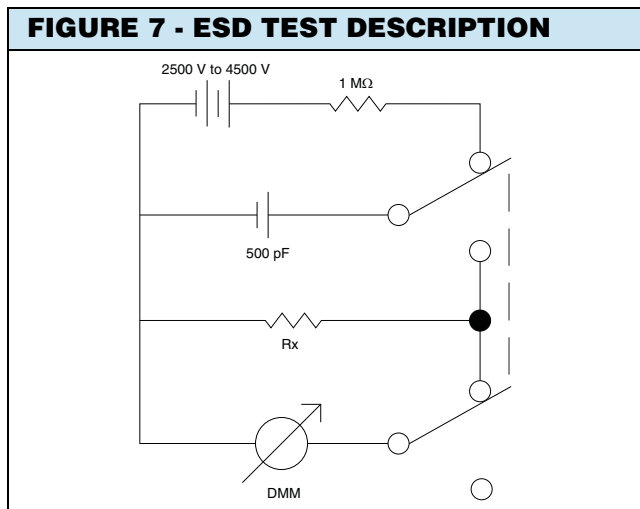 FIGURE 7 - ESD TEST DESCRIPTION
2500 V to 4500 V
1 MΩ
500 pF
Rx
DMM